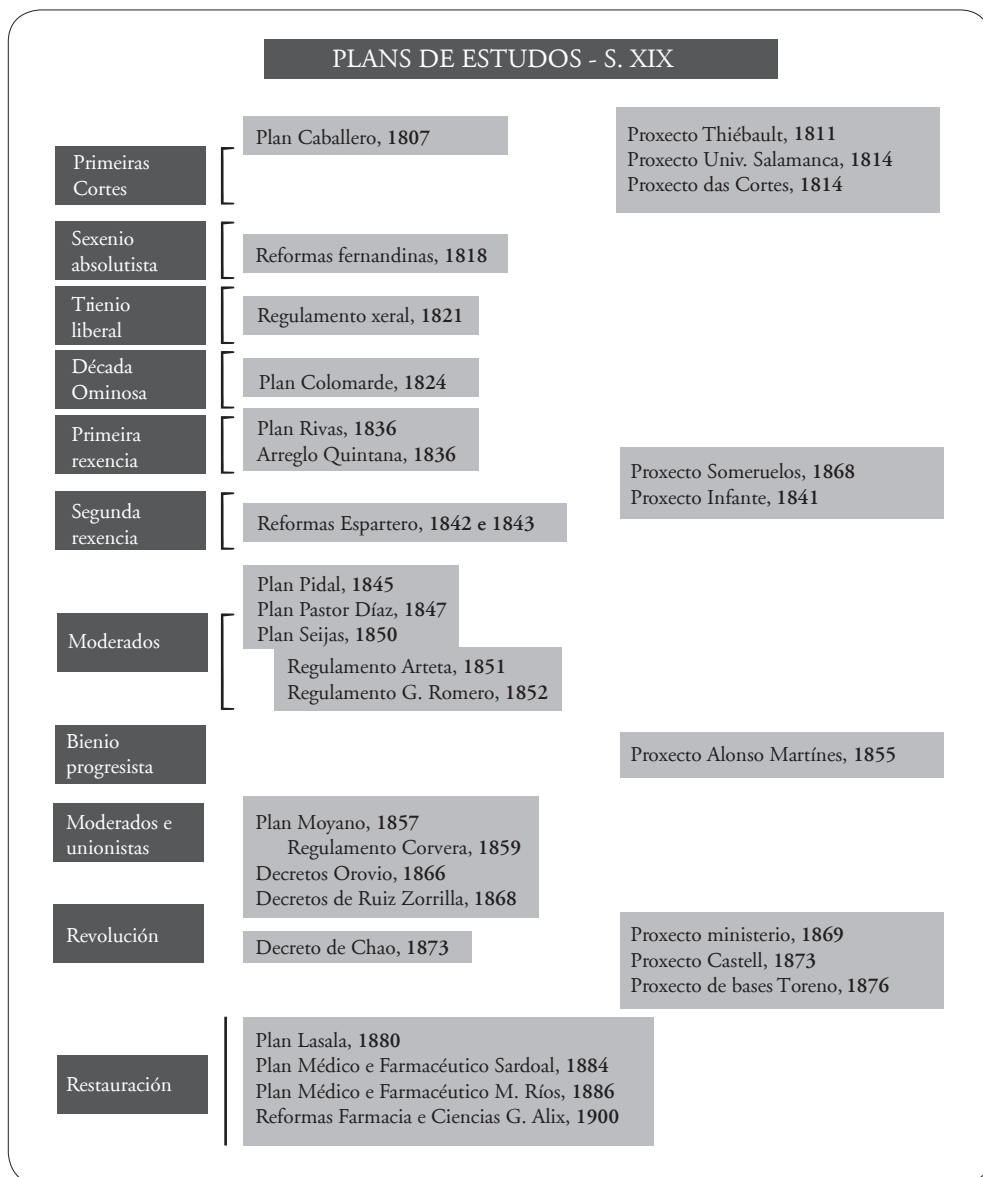 PLANS DE ESTUDOS - S. XIX
Primeiras
Cortes
Plan Caballero, 1807
Proxecto Thiébault, 1811
Proxecto Univ. Salamanca, 1814
Proxecto das Cortes, 1814
Sexenio
absolutista
Reformas fernandinas, 1818
Trienio
liberal
Regulamento xeral, 1821
Década
Ominosa
Plan Colomarde, 1824
Primeira
rexencia
Plan Rivas, 1836
Arreglo Quintana, 1836
Proxecto Someruelos, 1868
Proxecto Infante, 1841
Segunda
rexencia
Reformas Espartero, 1842 e 1843
Moderados
Plan Pidal, 1845
Plan Pastor Díaz, 1847
Plan Seijas, 1850
Regulamento Arteta, 1851
Regulamento G. Romero, 1852
Bienio
progresista
Proxecto Alonso Martínes, 1855
Moderados e
unionistas
Plan Moyano, 1857
Regulamento Corvera, 1859
Decretos Orovio, 1866
Decretos de Ruiz Zorrilla, 1868
Revolución
Decreto de Chao, 1873
Proxecto ministerio, 1869
Proxecto Castell, 1873
Proxecto de bases Toreno, 1876
Restauración
Plan Lasala, 1880
Plan Médico e Farmacéutico Sardoal, 1884
Plan Médico e Farmacéutico M. Ríos, 1886
Reformas Farmacia e Ciencias G. Alix, 1900